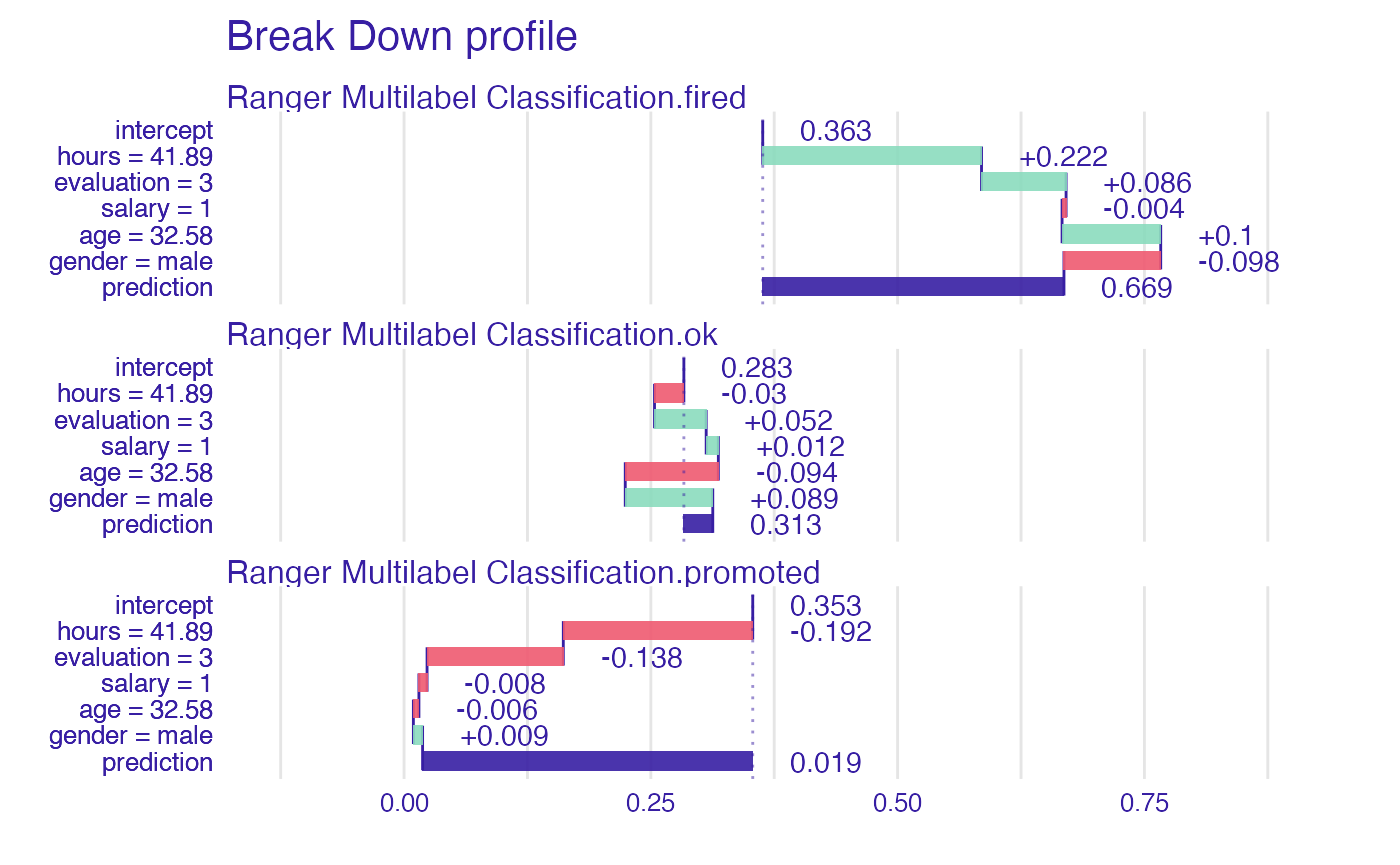 Break Down profile
Ranger Multilabel Classification.fired
intercept 0.363
hours = 41.89 +0.222
evaluation = 3 +0.086
salary = 1 -0.004
age = 32.58 +0.1
gender = male -0.098
prediction 0.669
Ranger Multilabel Classification.ok
intercept 0.283
hours = 41.89 -0.03
evaluation = 3 +0.052
salary = 1 +0.012
age = 32.58 -0.094
gender = male +0.089
prediction 0.313
Ranger Multilabel Classification.promoted
intercept 0.353
hours = 41.89 -0.192
evaluation = 3 -0.138
salary = 1 -0.008
age = 32.58 -0.006
gender = male +0.009
prediction 0.019
0.00 0.25 0.50 0.75